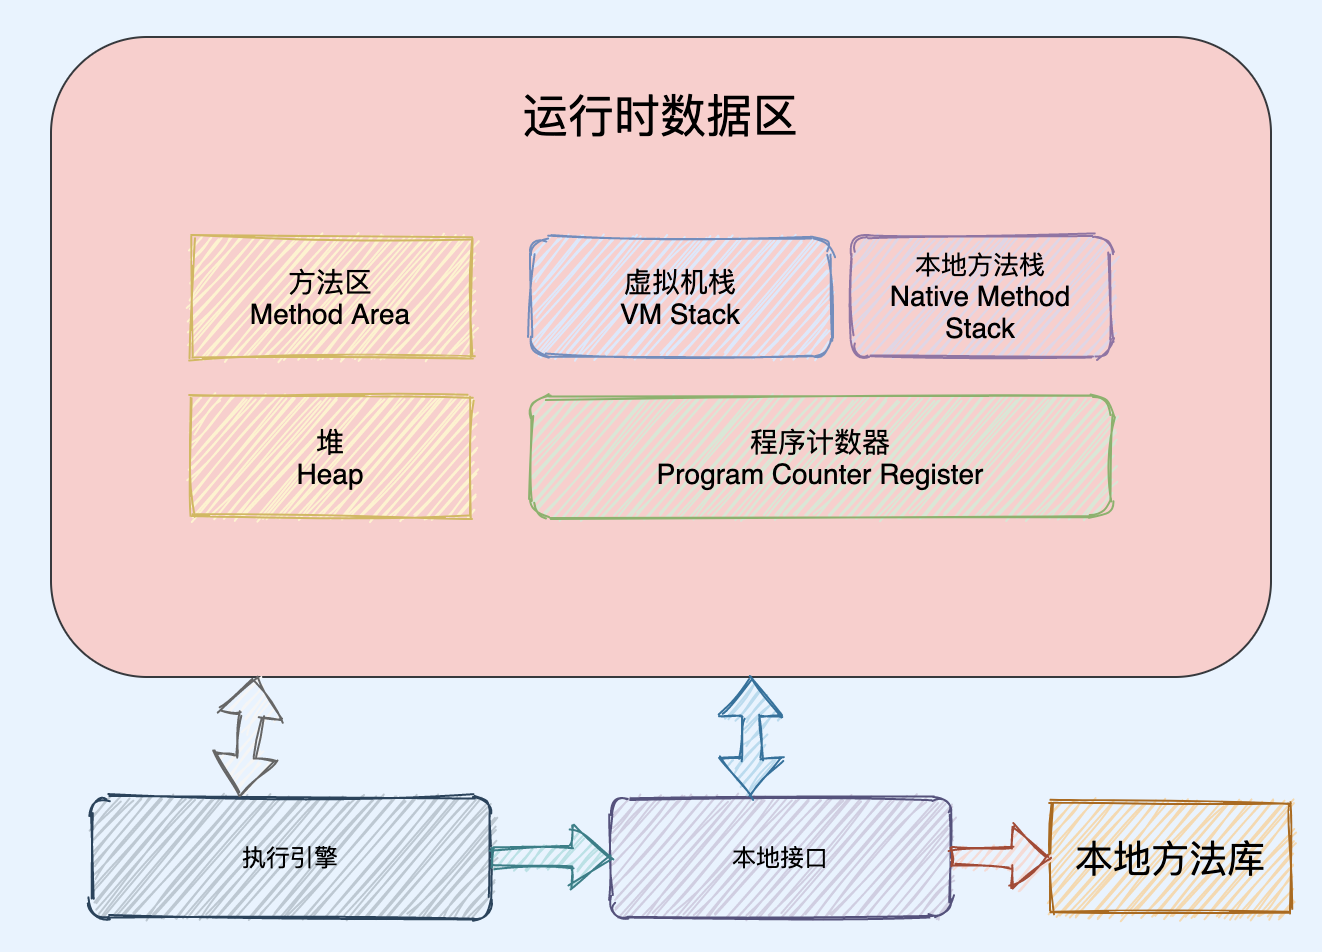 运行时数据区
方法区
Method Area
虚拟机栈
VM Stack
本地方法栈
Native Method
Stack
堆
Heap
程序计数器
Program Counter Register
执行引擎
本地接口
本地方法库